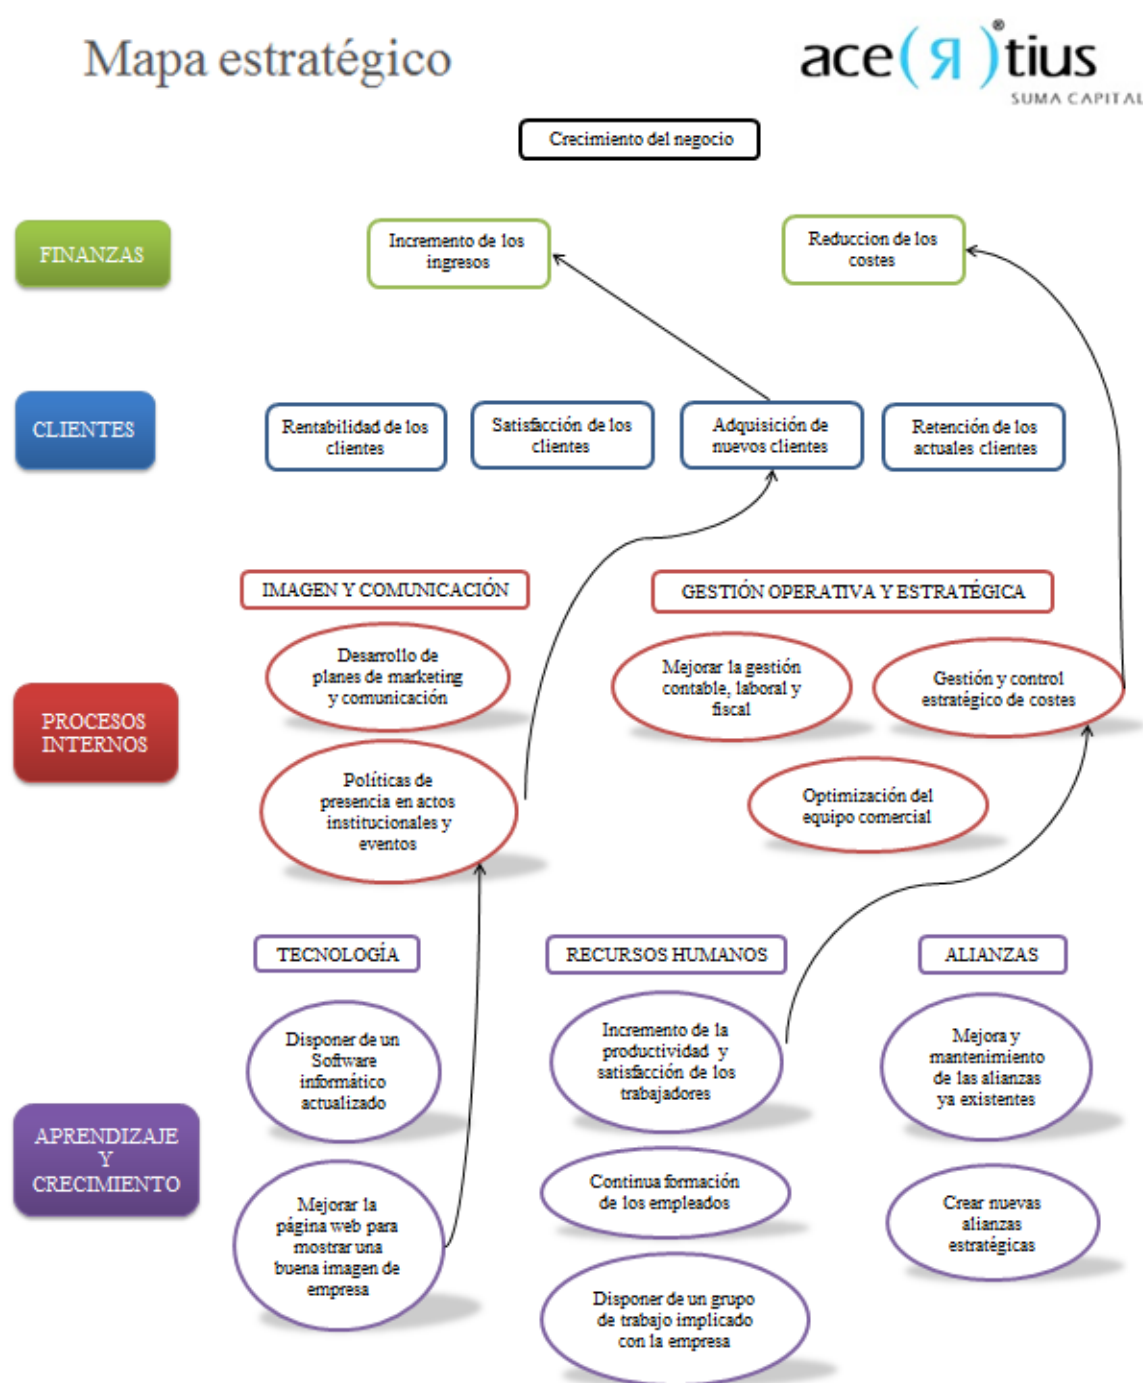 Mapa estratégico
ace(Я)®tius
SUMA CAPITAL
Crecimiento del negocio
FINANZAS
Incremento de los
ingresos
Reduccion de los
costes
CLIENTES
Rentabilidad de los
clientes
Satisfacción de los
clientes
Adquisición de
nuevos clientes
Retención de los
actuales clientes
IMAGEN Y COMUNICACIÓN
GESTIÓN OPERATIVA Y ESTRATÉGICA
PROCESOS
INTERNOS
Desarrollo de
planes de marketing
y comunicación
Mejorar la gestión
contable, laboral y
fiscal
Gestión y control
estratégico de costes
Políticas de
presencia en actos
institucionales y
eventos
Optimización del
equipo comercial
TECNOLOGÍA
RECURSOS HUMANOS
ALIANZAS
APRENDIZAJE
Y
CRECIMIENTO
Disponer de un
Software
informático
actualizado
Incremento de la
productividad y
satisfacción de los
trabajadores
Mejora y
mantenimiento
de las alianzas
ya existentes
Mejorar la
página web para
mostrar una
buena imagen de
empresa
Continua formación
de los empleados
Crear nuevas
alianzas
estratégicas
Disponer de un grupo
de trabajo implicado
con la empresa